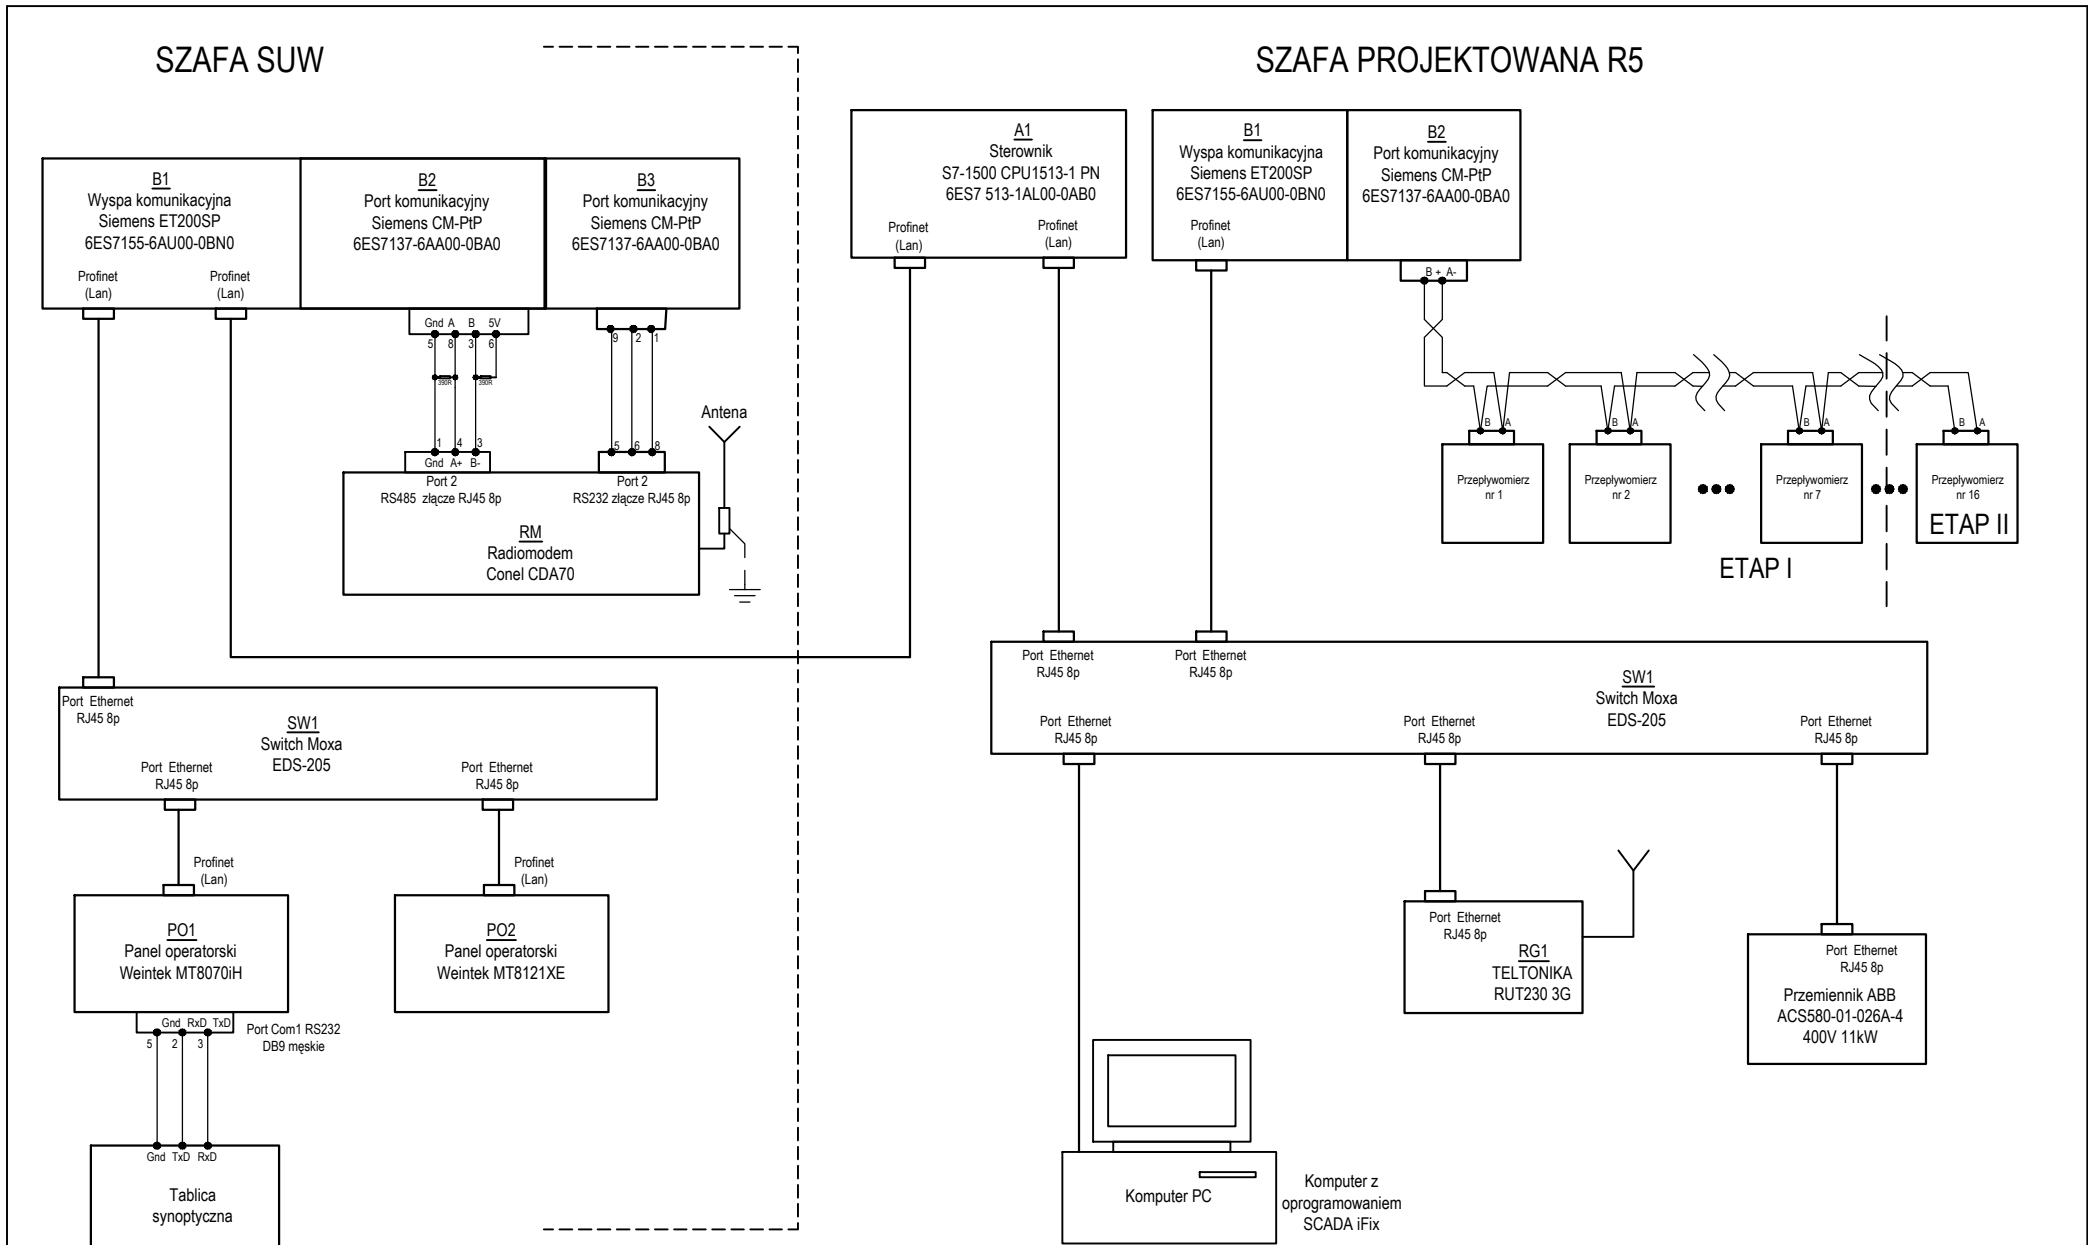 SZAFA SUW
SZAFA PROJEKTOWANA R5
B1
Wyspa komunikacyjna
Siemens ET200SP
6ES7155-6AU00-0BN0
Profinet
(Lan)
Profinet
(Lan)
B2
Port komunikacyjny
Siemens CM-PtP
6ES7137-6AA00-0BA0
Gnd A B 5V
5 8 3 6
390R 390R
1 4 3
Gnd A+ B-
B3
Port komunikacyjny
Siemens CM-PtP
6ES7137-6AA00-0BA0
9 2 1
5 6 8
Port 2
RS485 złącze RJ45 8p
Port 2
RS232 złącze RJ45 8p
RM
Radiomodem
Conel CDA70
Antena
Port Ethernet
RJ45 8p
SW1
Switch Moxa
EDS-205
Port Ethernet
RJ45 8p
Port Ethernet
RJ45 8p
Profinet
(Lan)
Profinet
(Lan)
PO1
Panel operatorski
Weintek MT8070iH
PO2
Panel operatorski
Weintek MT8121XE
Gnd RxD TxD
5 2 3
Port Com1 RS232
DB9 męskie
Gnd TxD RxD
Tablica
synoptyczna
A1
Sterownik
S7-1500 CPU1513-1 PN
6ES7 513-1AL00-0AB0
Profinet
(Lan)
Profinet
(Lan)
B1
Wyspa komunikacyjna
Siemens ET200SP
6ES7155-6AU00-0BN0
Profinet
(Lan)
B2
Port komunikacyjny
Siemens CM-PtP
6ES7137-6AA00-0BA0
B + A-
B A
Przepływomierz
nr 1
B A
Przepływomierz
nr 2
B A
Przepływomierz
nr 7
B A
Przepływomierz
nr 16
ETAP II
ETAP I
Port Ethernet
RJ45 8p
Port Ethernet
RJ45 8p
SW1
Switch Moxa
EDS-205
Port Ethernet
RJ45 8p
Port Ethernet
RJ45 8p
Port Ethernet
RJ45 8p
Port Ethernet
RJ45 8p
RG1
TELTONIKA
RUT230 3G
Port Ethernet
RJ45 8p
Przemiennik ABB
ACS580-01-026A-4
400V 11kW
Komputer PC
Komputer z
oprogramowaniem
SCADA iFix